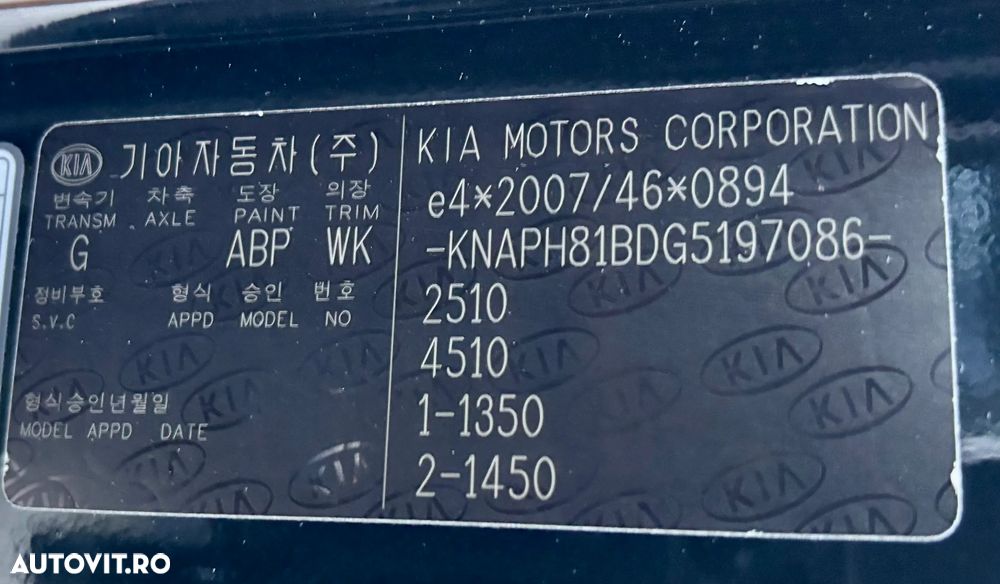 KIA 기아자동차(주)
변속기 차축 도장 의장
TRANSM. AXLE PAINT TRIM
G ABP WK
정비부호 형식 승인 번호
S.V.C APPD MODEL NO
형식승인년월일
MODEL APPD DATE
KIA MOTORS CORPORATION
e4*2007/46*0894
-KNAPH81BDG5197086-
2510
4510
1-1350
2-1450
AUTOVIT.RO